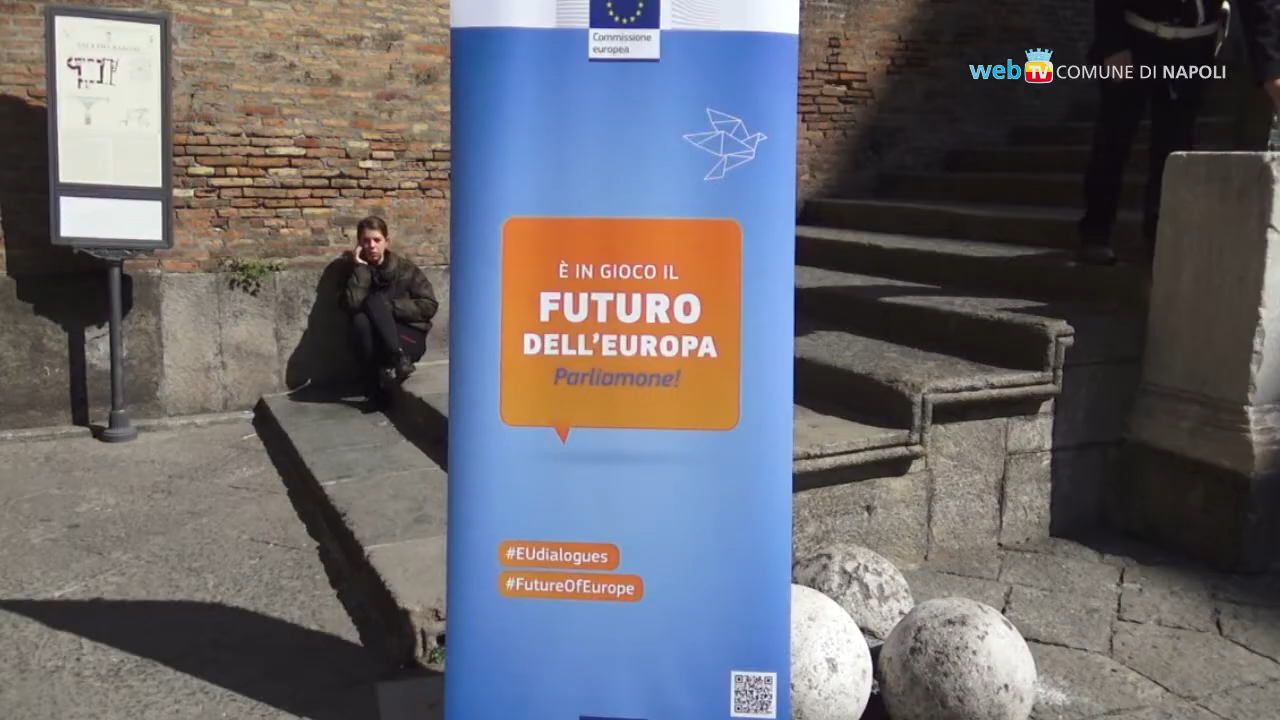 Commissione
europea
web TV COMUNE DI NAPOLI
È IN GIOCO IL
FUTURO
DELL'EUROPA
Parliamone!
#EUdialogues
#FutureOfEurope